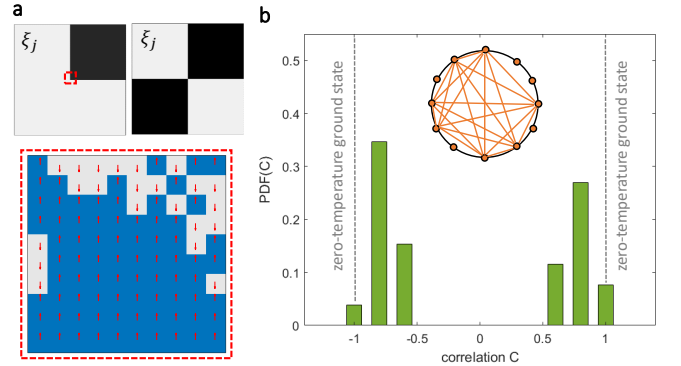 a
ξj
ξj
b
PDF(C)
0.5
0.4
0.3
0.2
0.1
0
zero-temperature ground state
zero-temperature ground state
-1
-0.5
0
0.5
1
correlation C